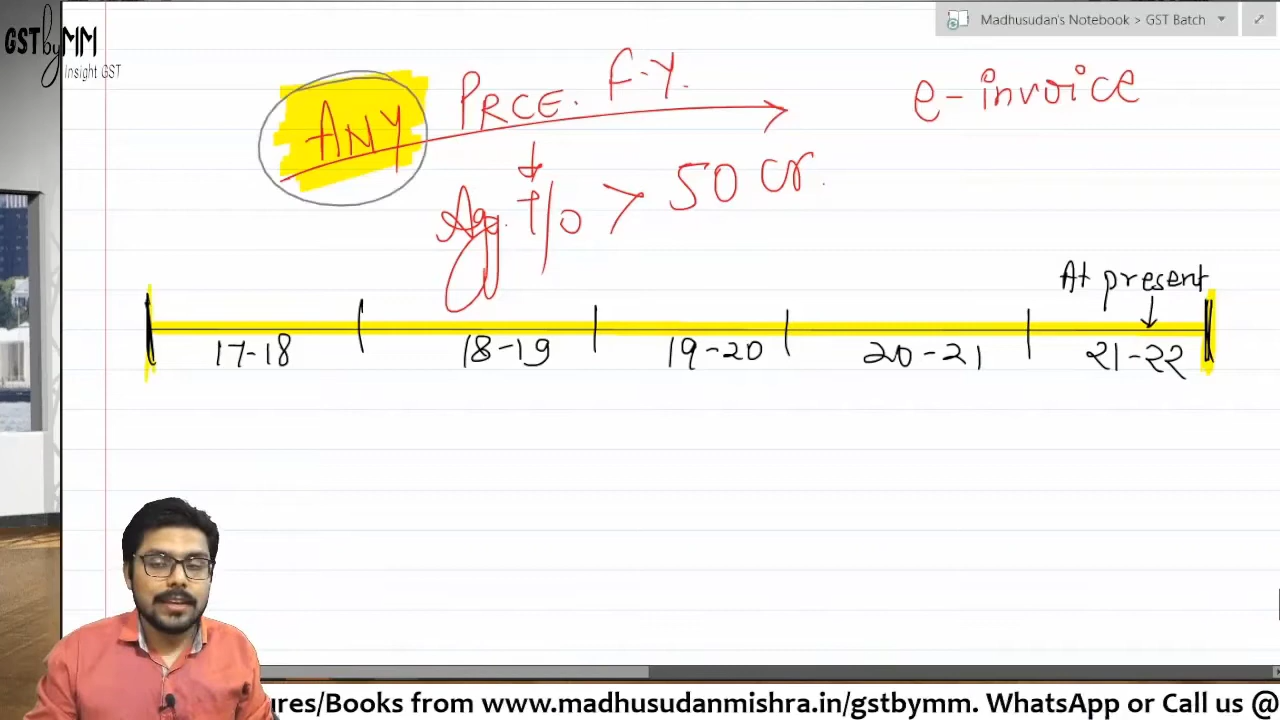 GST by MM
Insight GST
Madhusudan's Notebook > GST Batch
ANY PRCE. F.Y.
e-invoice
Agg. T/O > 50 cr.
At present
17-18 18-19 19-20 20-21 21-22
ures/Books from www.madhusudanmishra.in/gstbymm. WhatsApp or Call us @